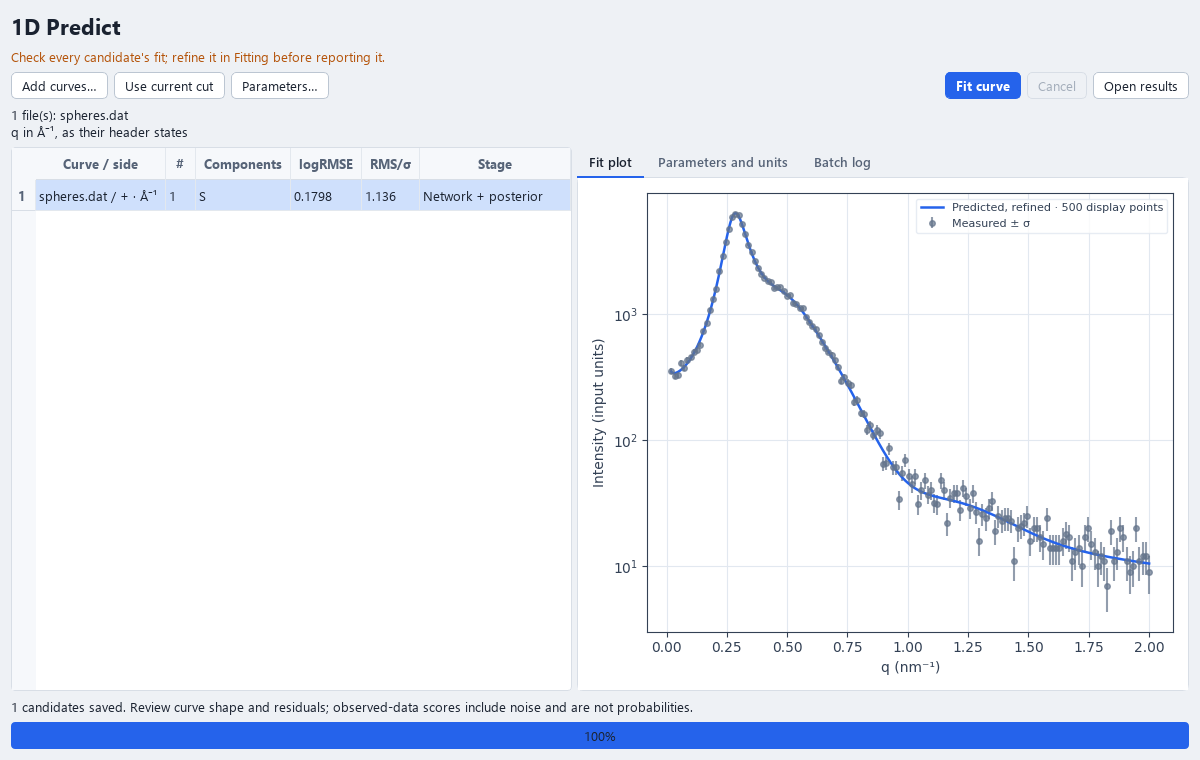 1D Predict
Check every candidate's fit; refine it in Fitting before reporting it.
Add curves... Use current cut Parameters... Fit curve Cancel Open results
1 file(s): spheres.dat
q in Å⁻¹, as their header states
Curve / side # Components logRMSE RMS/σ Stage
1 spheres.dat / + · Å⁻¹ 1 S 0.1798 1.136 Network + posterior
Fit plot Parameters and units Batch log
Predicted, refined · 500 display points
Measured ± σ
Intensity (input units)
10³
10²
10¹
0.00 0.25 0.50 0.75 1.00 1.25 1.50 1.75 2.00
q (nm⁻¹)
1 candidates saved. Review curve shape and residuals; observed-data scores include noise and are not probabilities.
100%